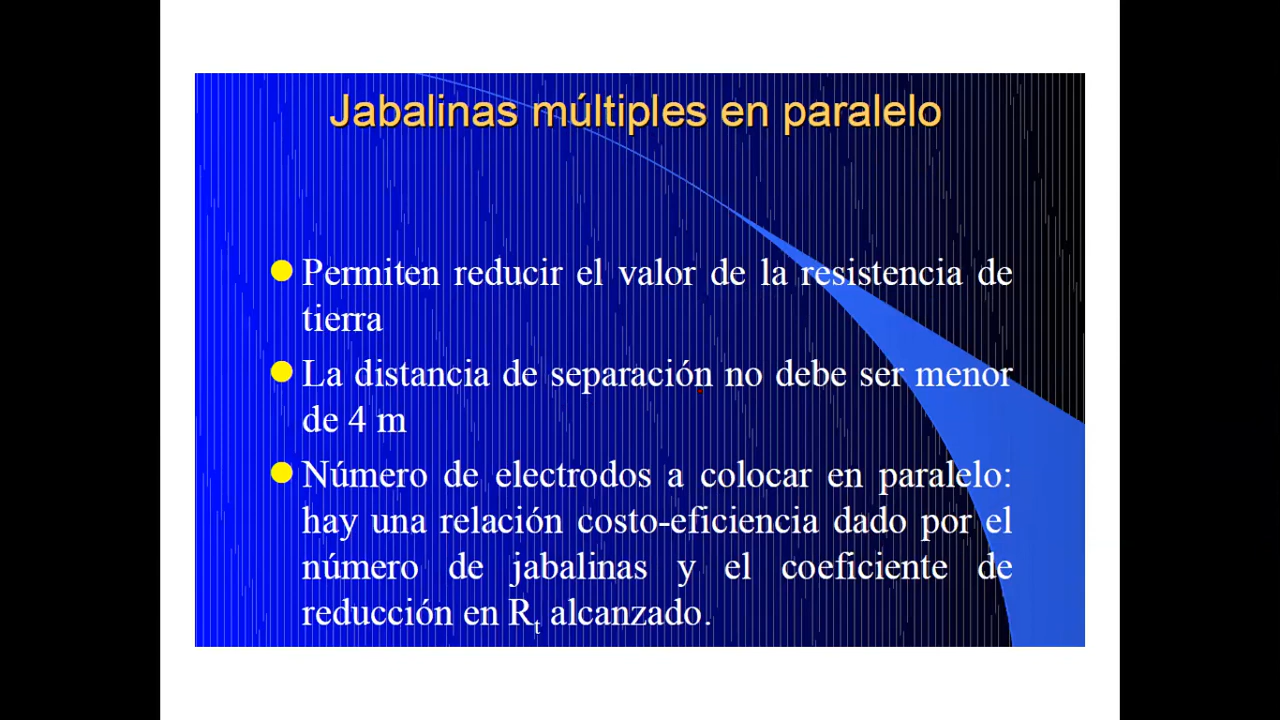 Jabalinas múltiples en paralelo
Permiten reducir el valor de la resistencia de
tierra
La distancia de separación no debe ser menor
de 4 m
Número de electrodos a colocar en paralelo:
hay una relación costo-eficiencia dado por el
número de jabalinas y el coeficiente de
reducción en Rt alcanzado.